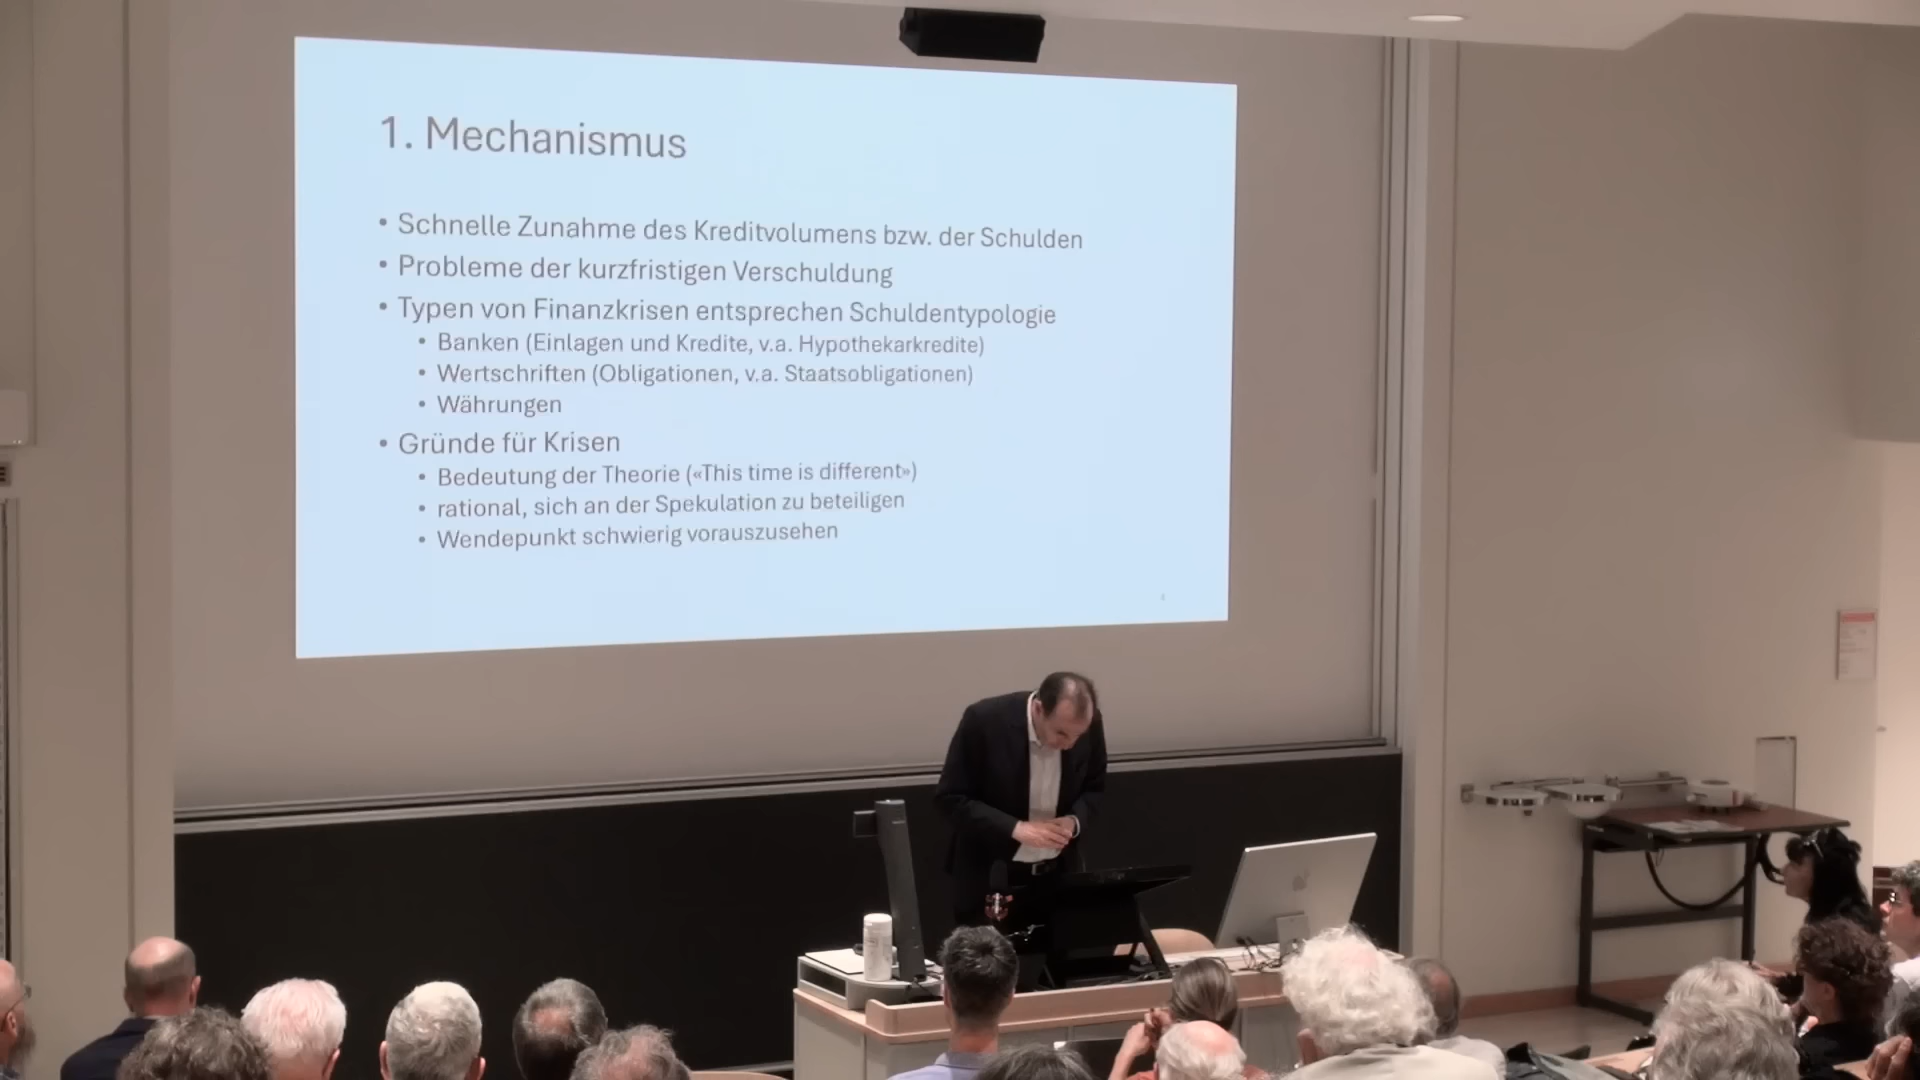 1. Mechanismus
• Schnelle Zunahme des Kreditvolumens bzw. der Schulden
• Probleme der kurzfristigen Verschuldung
• Typen von Finanzkrisen entsprechen Schuldentypologie
• Banken (Einlagen und Kredite, v.a. Hypothekarkredite)
• Wertschriften (Obligationen, v.a. Staatsobligationen)
• Währungen
• Gründe für Krisen
• Bedeutung der Theorie («This time is different»)
• rational, sich an der Spekulation zu beteiligen
• Wendepunkt schwierig vorauszusehen